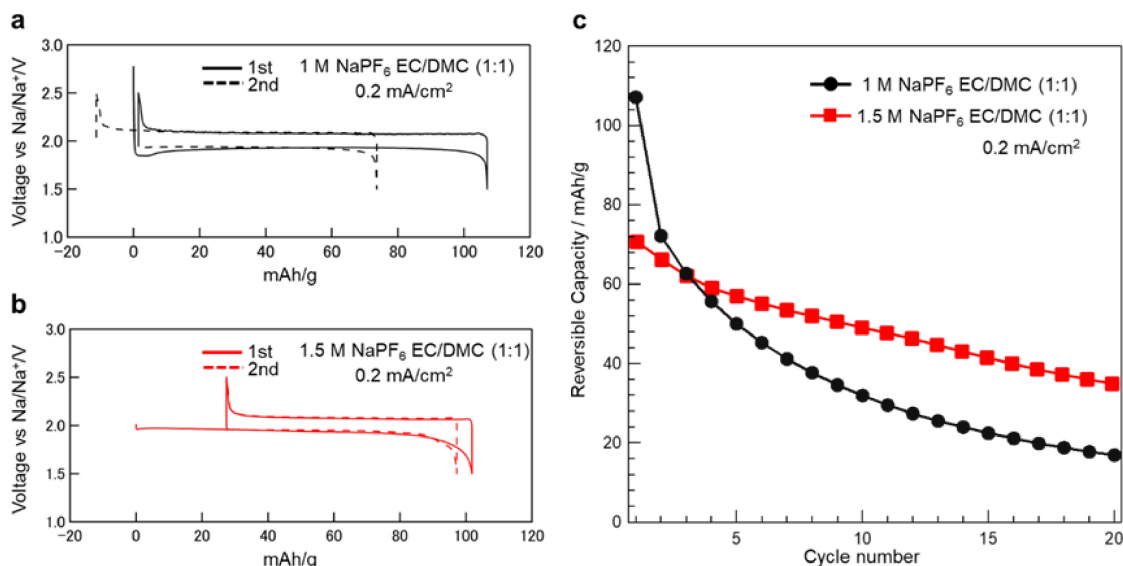 a
Voltage vs Na/Na⁺/V
3.0
2.5
2.0
1.5
1.0
1st
2nd
1 M NaPF₆ EC/DMC (1:1)
0.2 mA/cm²
−20 0 20 40 60 80 100 120
mAh/g
b
Voltage vs Na/Na⁺/V
3.0
2.5
2.0
1.5
1.0
1st
2nd
1.5 M NaPF₆ EC/DMC (1:1)
0.2 mA/cm²
−20 0 20 40 60 80 100 120
mAh/g
c
Reversible Capacity / mAh/g
120
100
80
60
40
20
0
1 M NaPF₆ EC/DMC (1:1)
1.5 M NaPF₆ EC/DMC (1:1)
0.2 mA/cm²
5 10 15 20
Cycle number